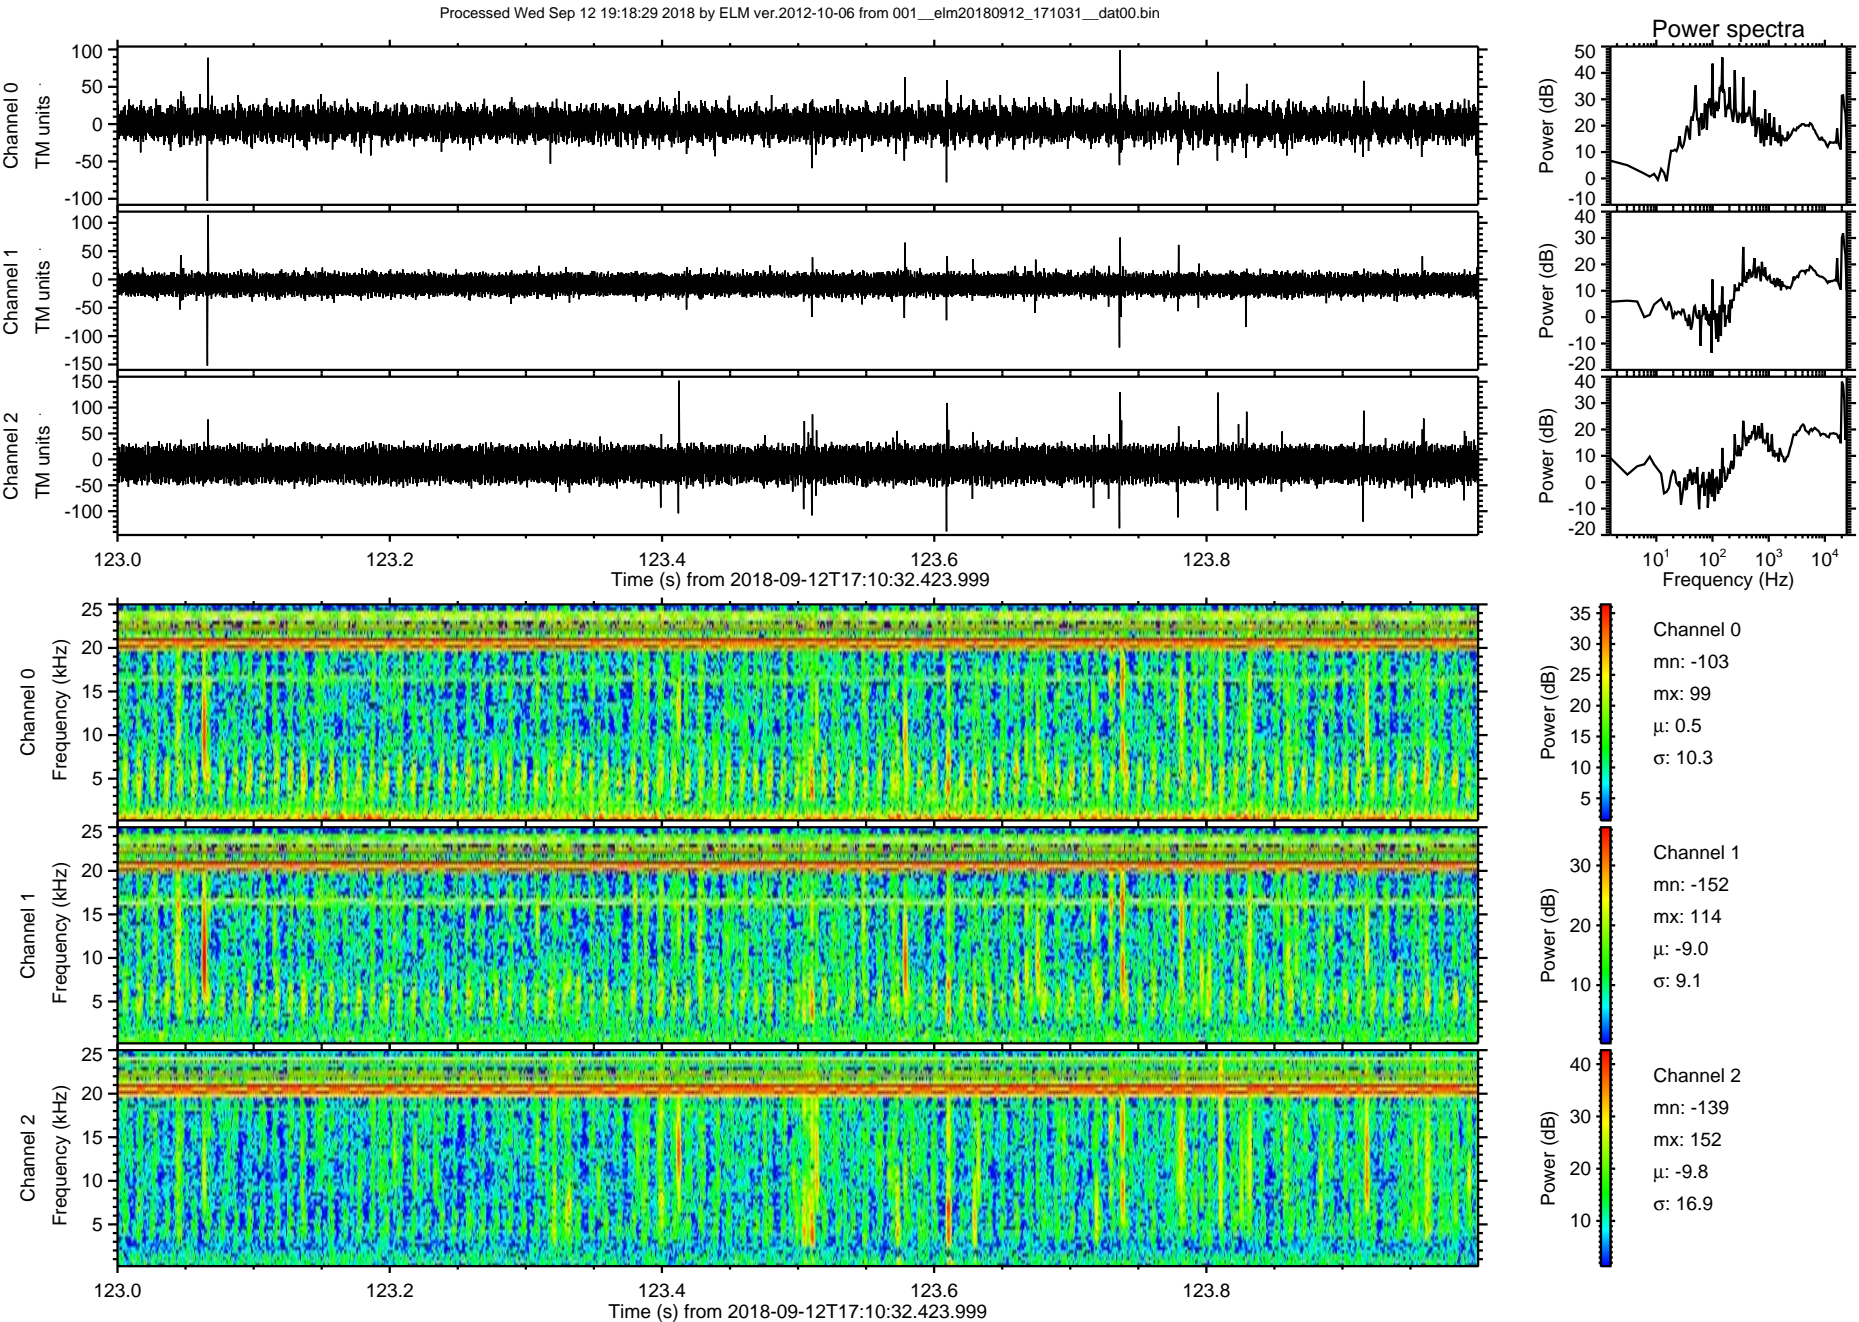 Processed Wed Sep 12 19:18:29 2018 by ELM ver.2012-10-06 from 001__elm20180912_171031__dat00.bin
Power spectra
Channel 0
TM units
100
50
0
-50
-100
Power (dB)
50
40
30
20
10
0
-10
Channel 1
TM units
100
50
0
-50
-100
-150
Power (dB)
40
30
20
10
0
-10
-20
Channel 2
TM units
150
100
50
0
-50
-100
Power (dB)
40
30
20
10
0
-10
-20
123.0 123.2 123.4 123.6 123.8
Time (s) from 2018-09-12T17:10:32.423.999
10¹ 10² 10³ 10⁴
Frequency (Hz)
Channel 0
Frequency (kHz)
25
20
15
10
5
Power (dB)
35
30
25
20
15
10
5
Channel 0
mn: -103
mx: 99
μ: 0.5
σ: 10.3
Channel 1
Frequency (kHz)
25
20
15
10
5
Power (dB)
30
20
10
Channel 1
mn: -152
mx: 114
μ: -9.0
σ: 9.1
Channel 2
Frequency (kHz)
25
20
15
10
5
Power (dB)
40
30
20
10
Channel 2
mn: -139
mx: 152
μ: -9.8
σ: 16.9
123.0 123.2 123.4 123.6 123.8
Time (s) from 2018-09-12T17:10:32.423.999